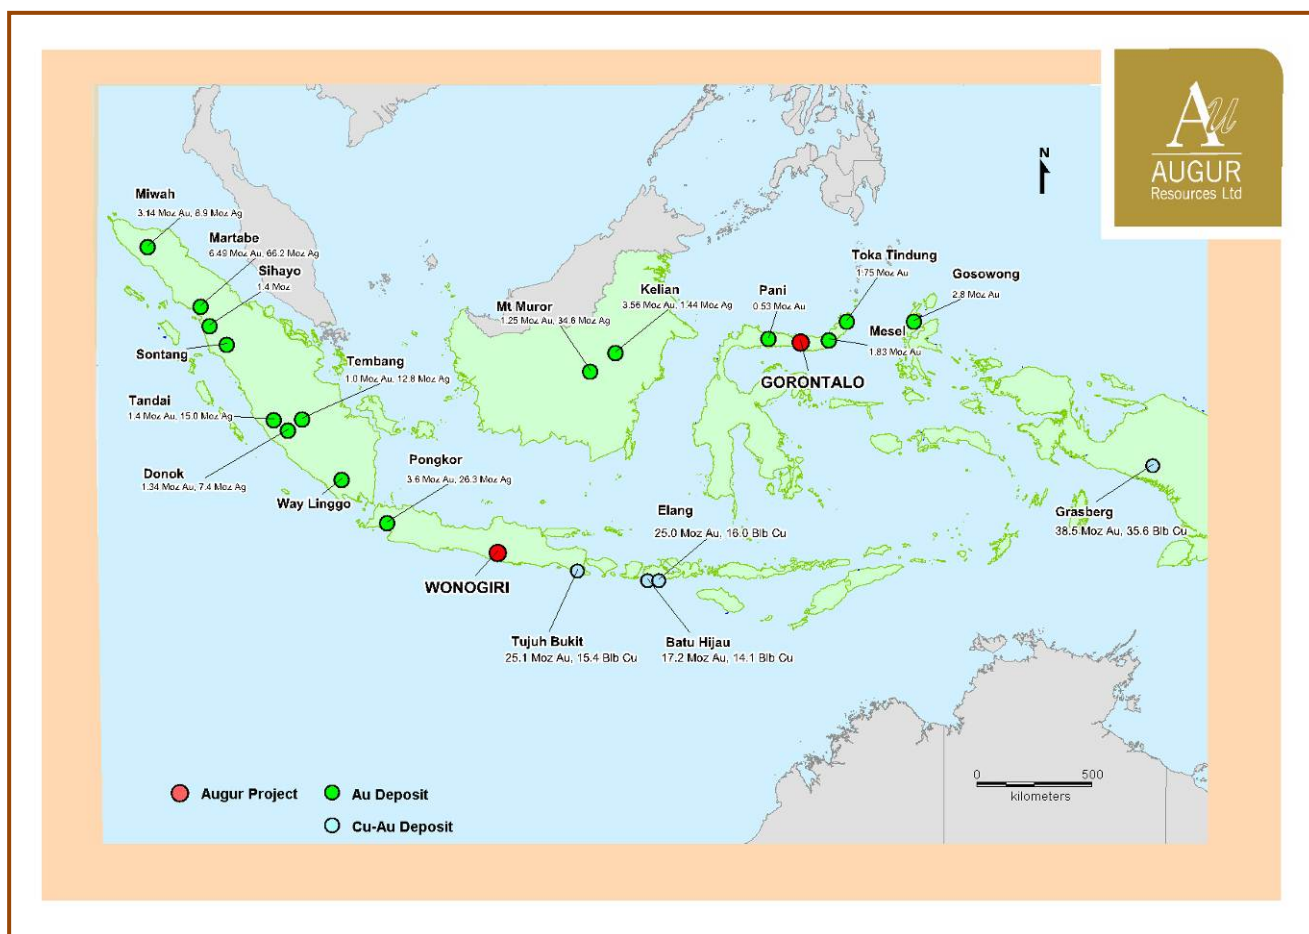 Au
AUGUR
Resources Ltd
N
Miwah
3.14 Moz Au, 8.9 Moz Ag
Martabe
6.49 Moz Au, 66.2 Moz Ag
Sihayo
1.4 Moz
Sontang
Tembang
1.0 Moz Au, 12.8 Moz Ag
Tandai
1.4 Moz Au, 15.0 Moz Ag
Donok
1.34 Moz Au, 7.4 Moz Ag
Way Linggo
Pongkor
3.6 Moz Au, 26.3 Moz Ag
WONOGIRI
Mt Muror
1.25 Moz Au, 34.6 Moz Ag
Kelian
3.56 Moz Au, 1.44 Moz Ag
Pani
0.53 Moz Au
Toka Tindung
1.75 Moz Au
Gosowong
2.8 Moz Au
Mesel
1.83 Moz Au
GORONTALO
Elang
25.0 Moz Au, 16.0 Blb Cu
Grasberg
38.5 Moz Au, 35.6 Blb Cu
Tujuh Bukit
25.1 Moz Au, 15.4 Blb Cu
Batu Hijau
17.2 Moz Au, 14.1 Blb Cu
0 500
kilometers
Augur Project
Au Deposit
Cu-Au Deposit